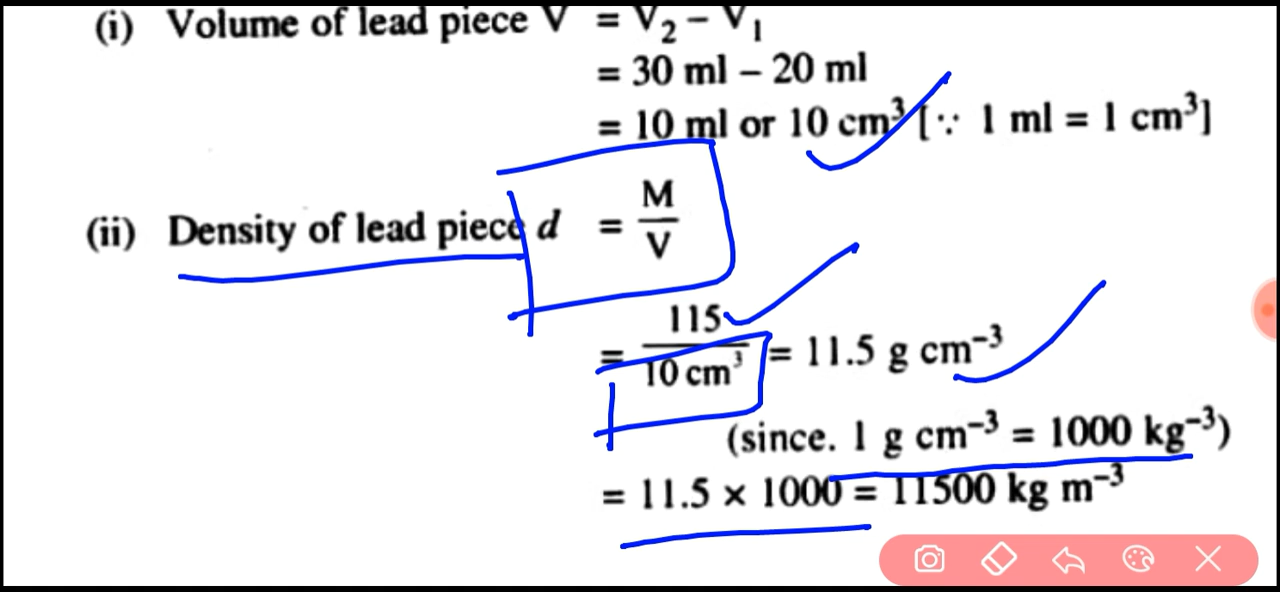 (i) Volume of lead piece V = V₂ − V₁
= 30 ml − 20 ml
= 10 ml or 10 cm³ [∵ 1 ml = 1 cm³]
(ii) Density of lead piece d = M/V
= 115/10 cm³ = 11.5 g cm⁻³
(since. 1 g cm⁻³ = 1000 kg⁻³)
= 11.5 × 1000 = 11500 kg m⁻³